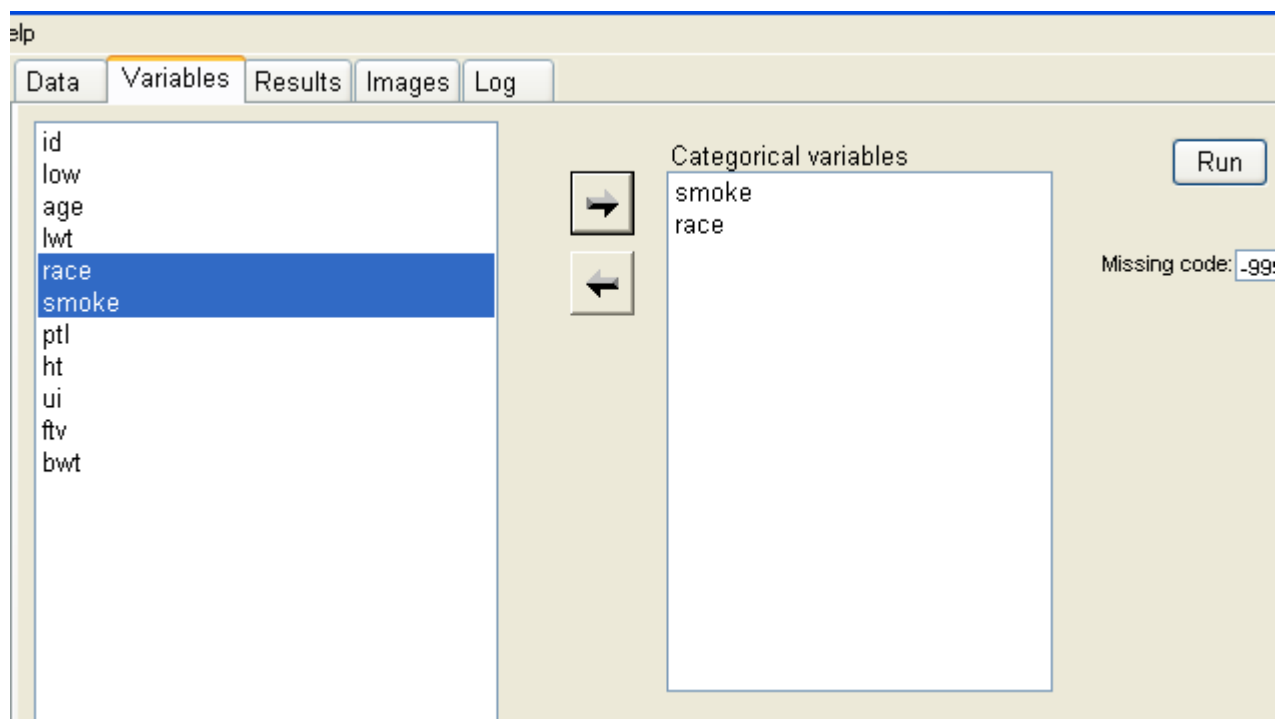 elp
Data Variables Results Images Log
id
low
age
lwt
race
smoke
ptl
ht
ui
ftv
bwt
Categorical variables
smoke
race
Run
Missing code: -999